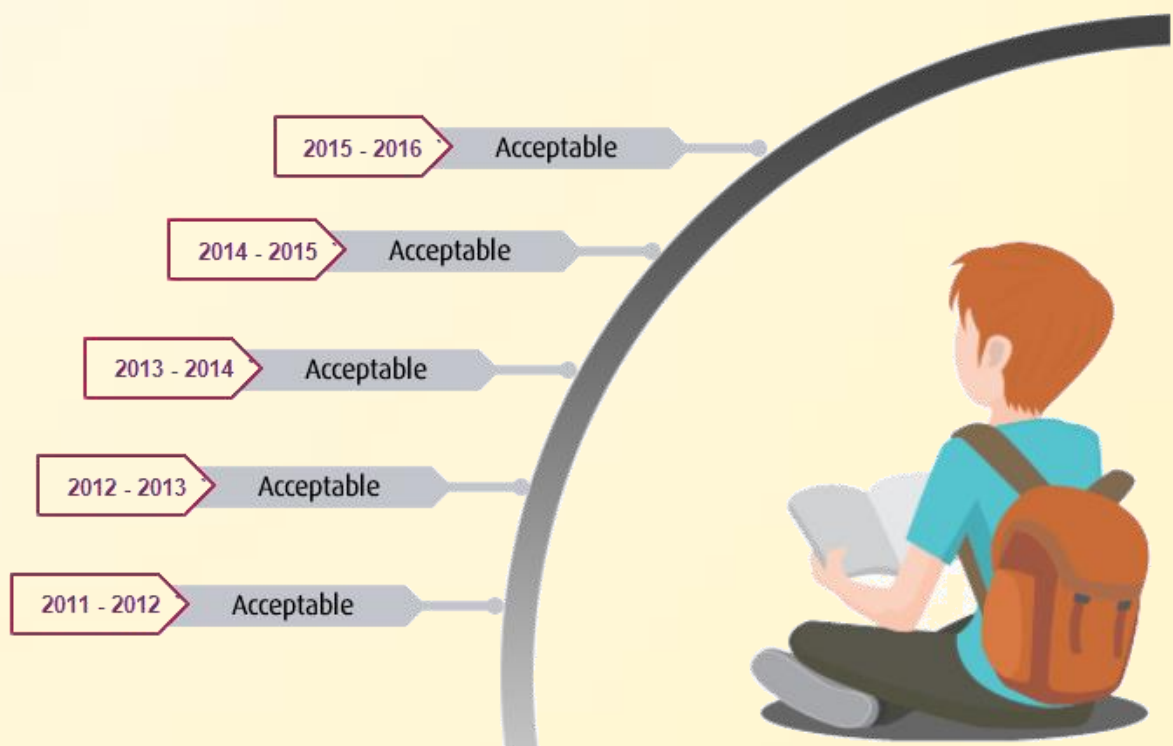 2015 - 2016 Acceptable
2014 - 2015 Acceptable
2013 - 2014 Acceptable
2012 - 2013 Acceptable
2011 - 2012 Acceptable